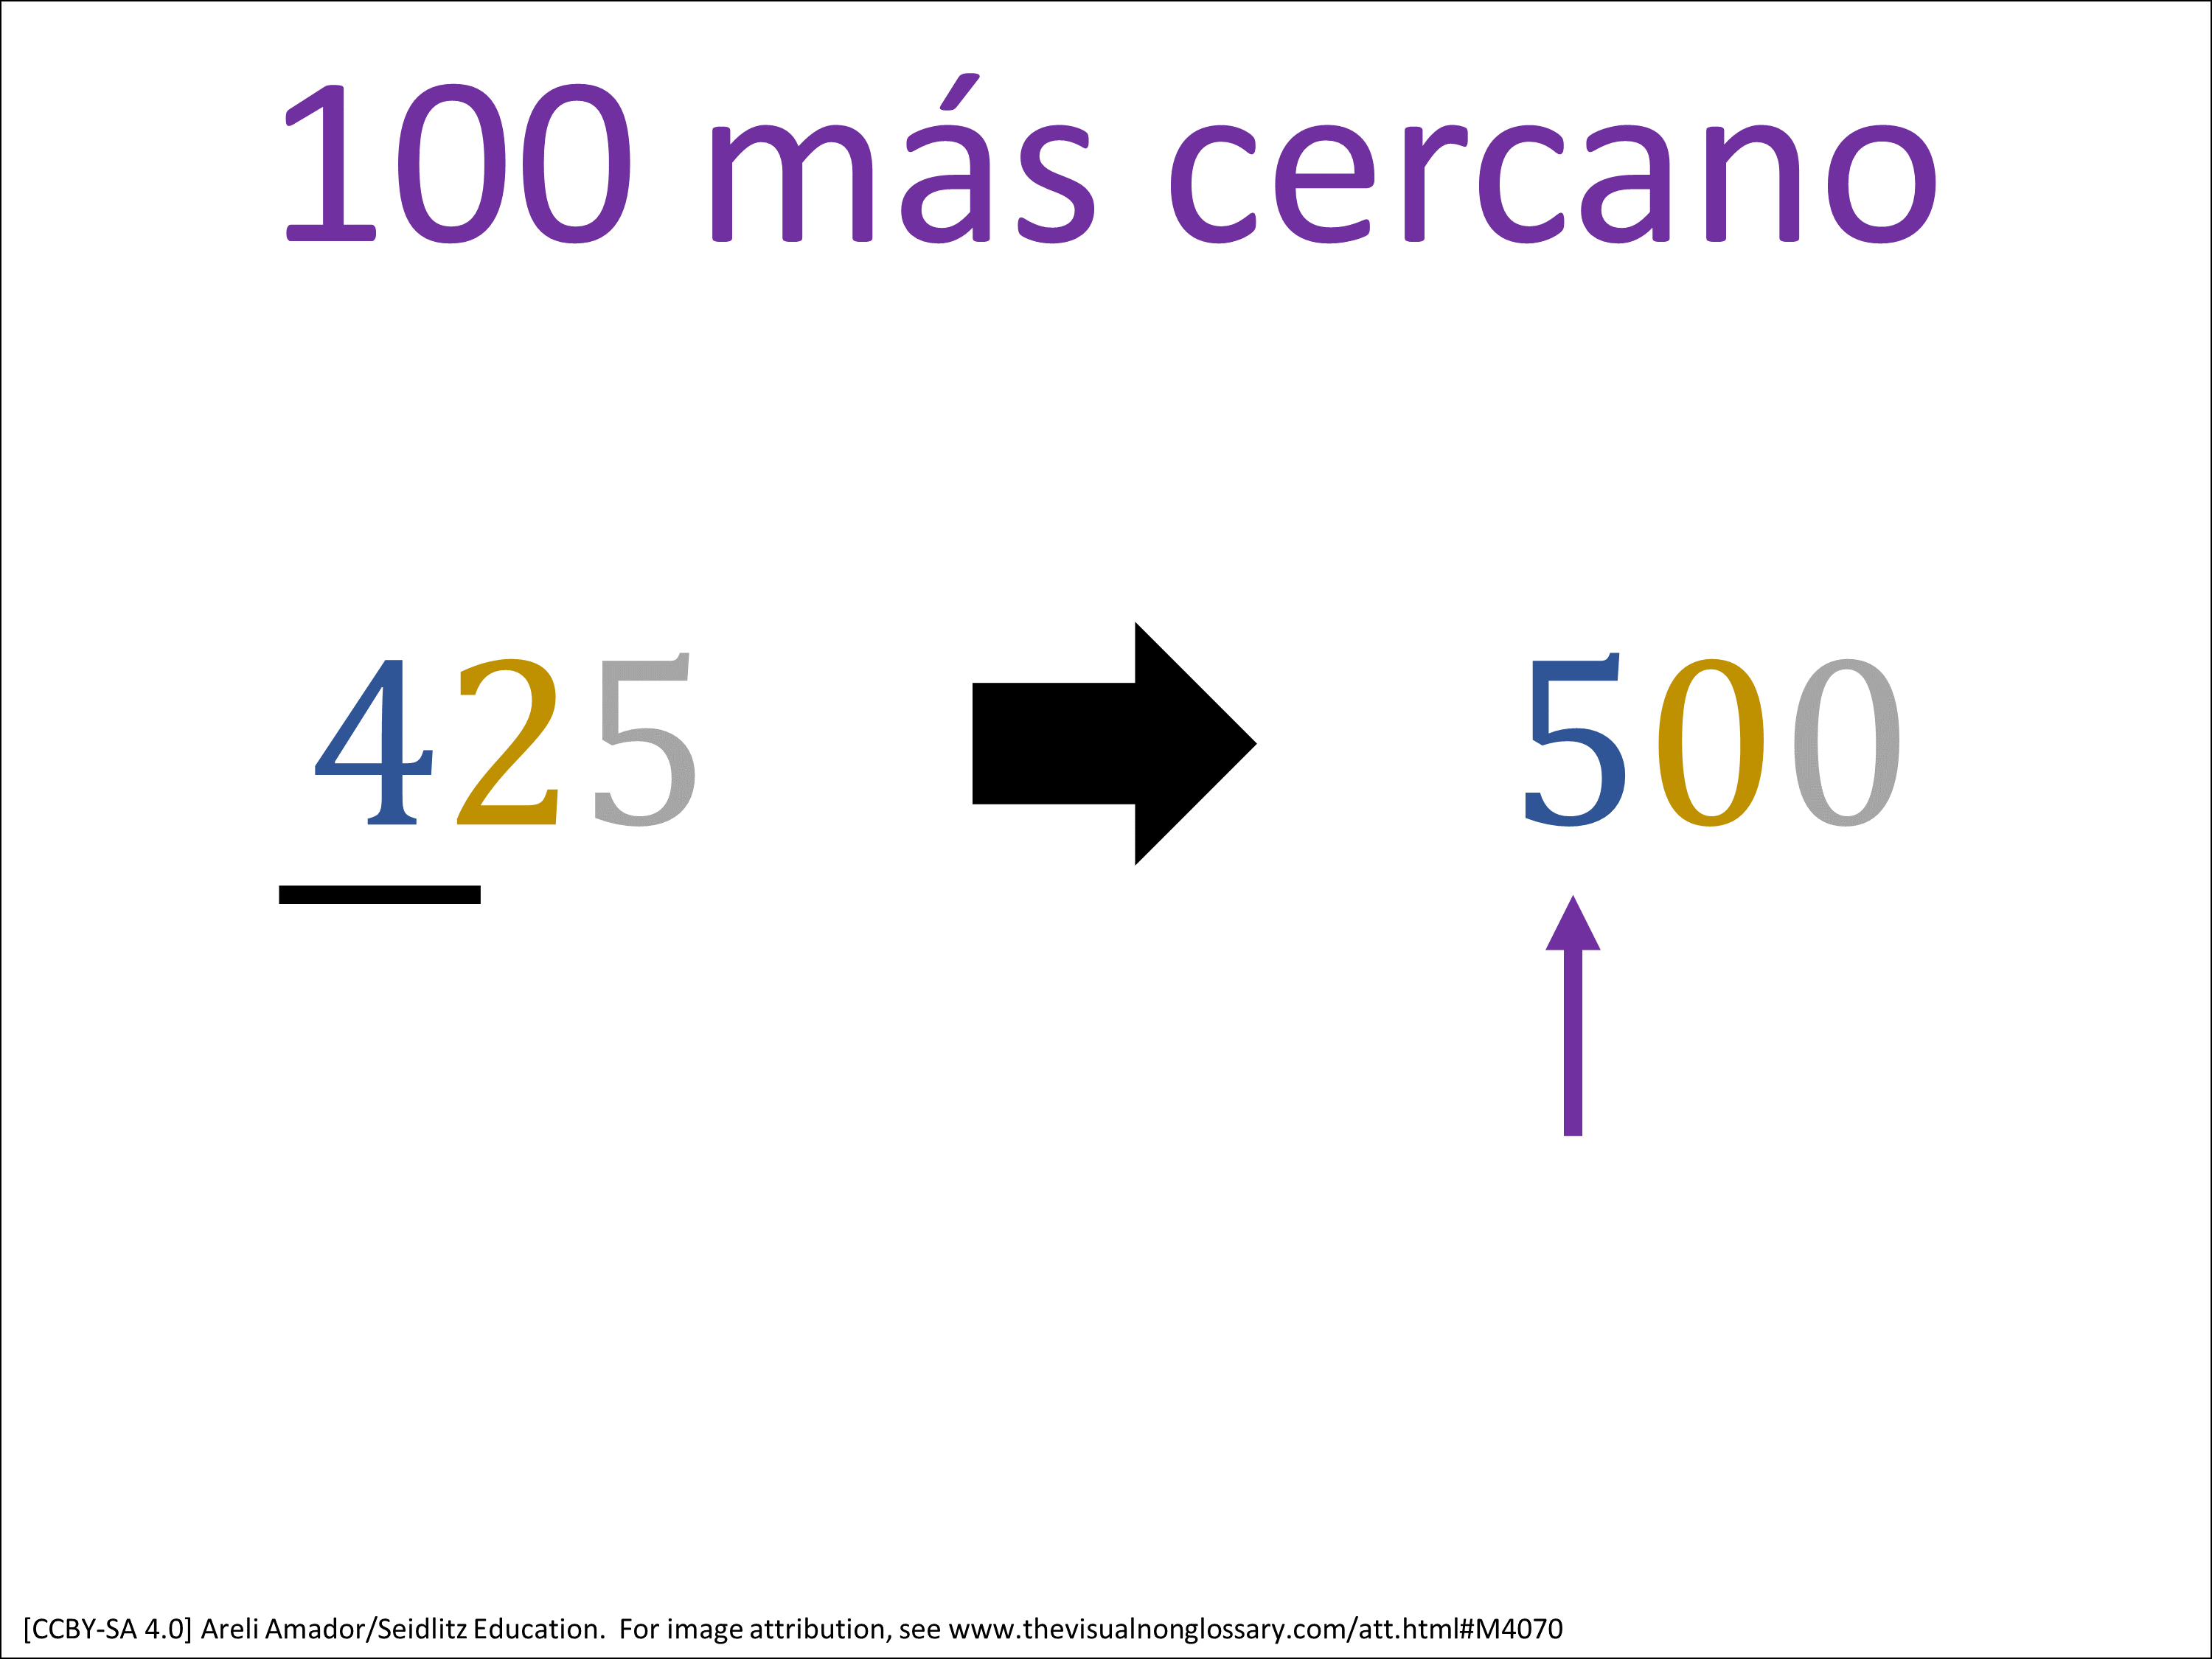 100 más cercano
425 500
[CCBY-SA 4.0] Areli Amador/Seidlitz Education.  For image attribution, see www.thevisualnonglossary.com/att.html#M4070